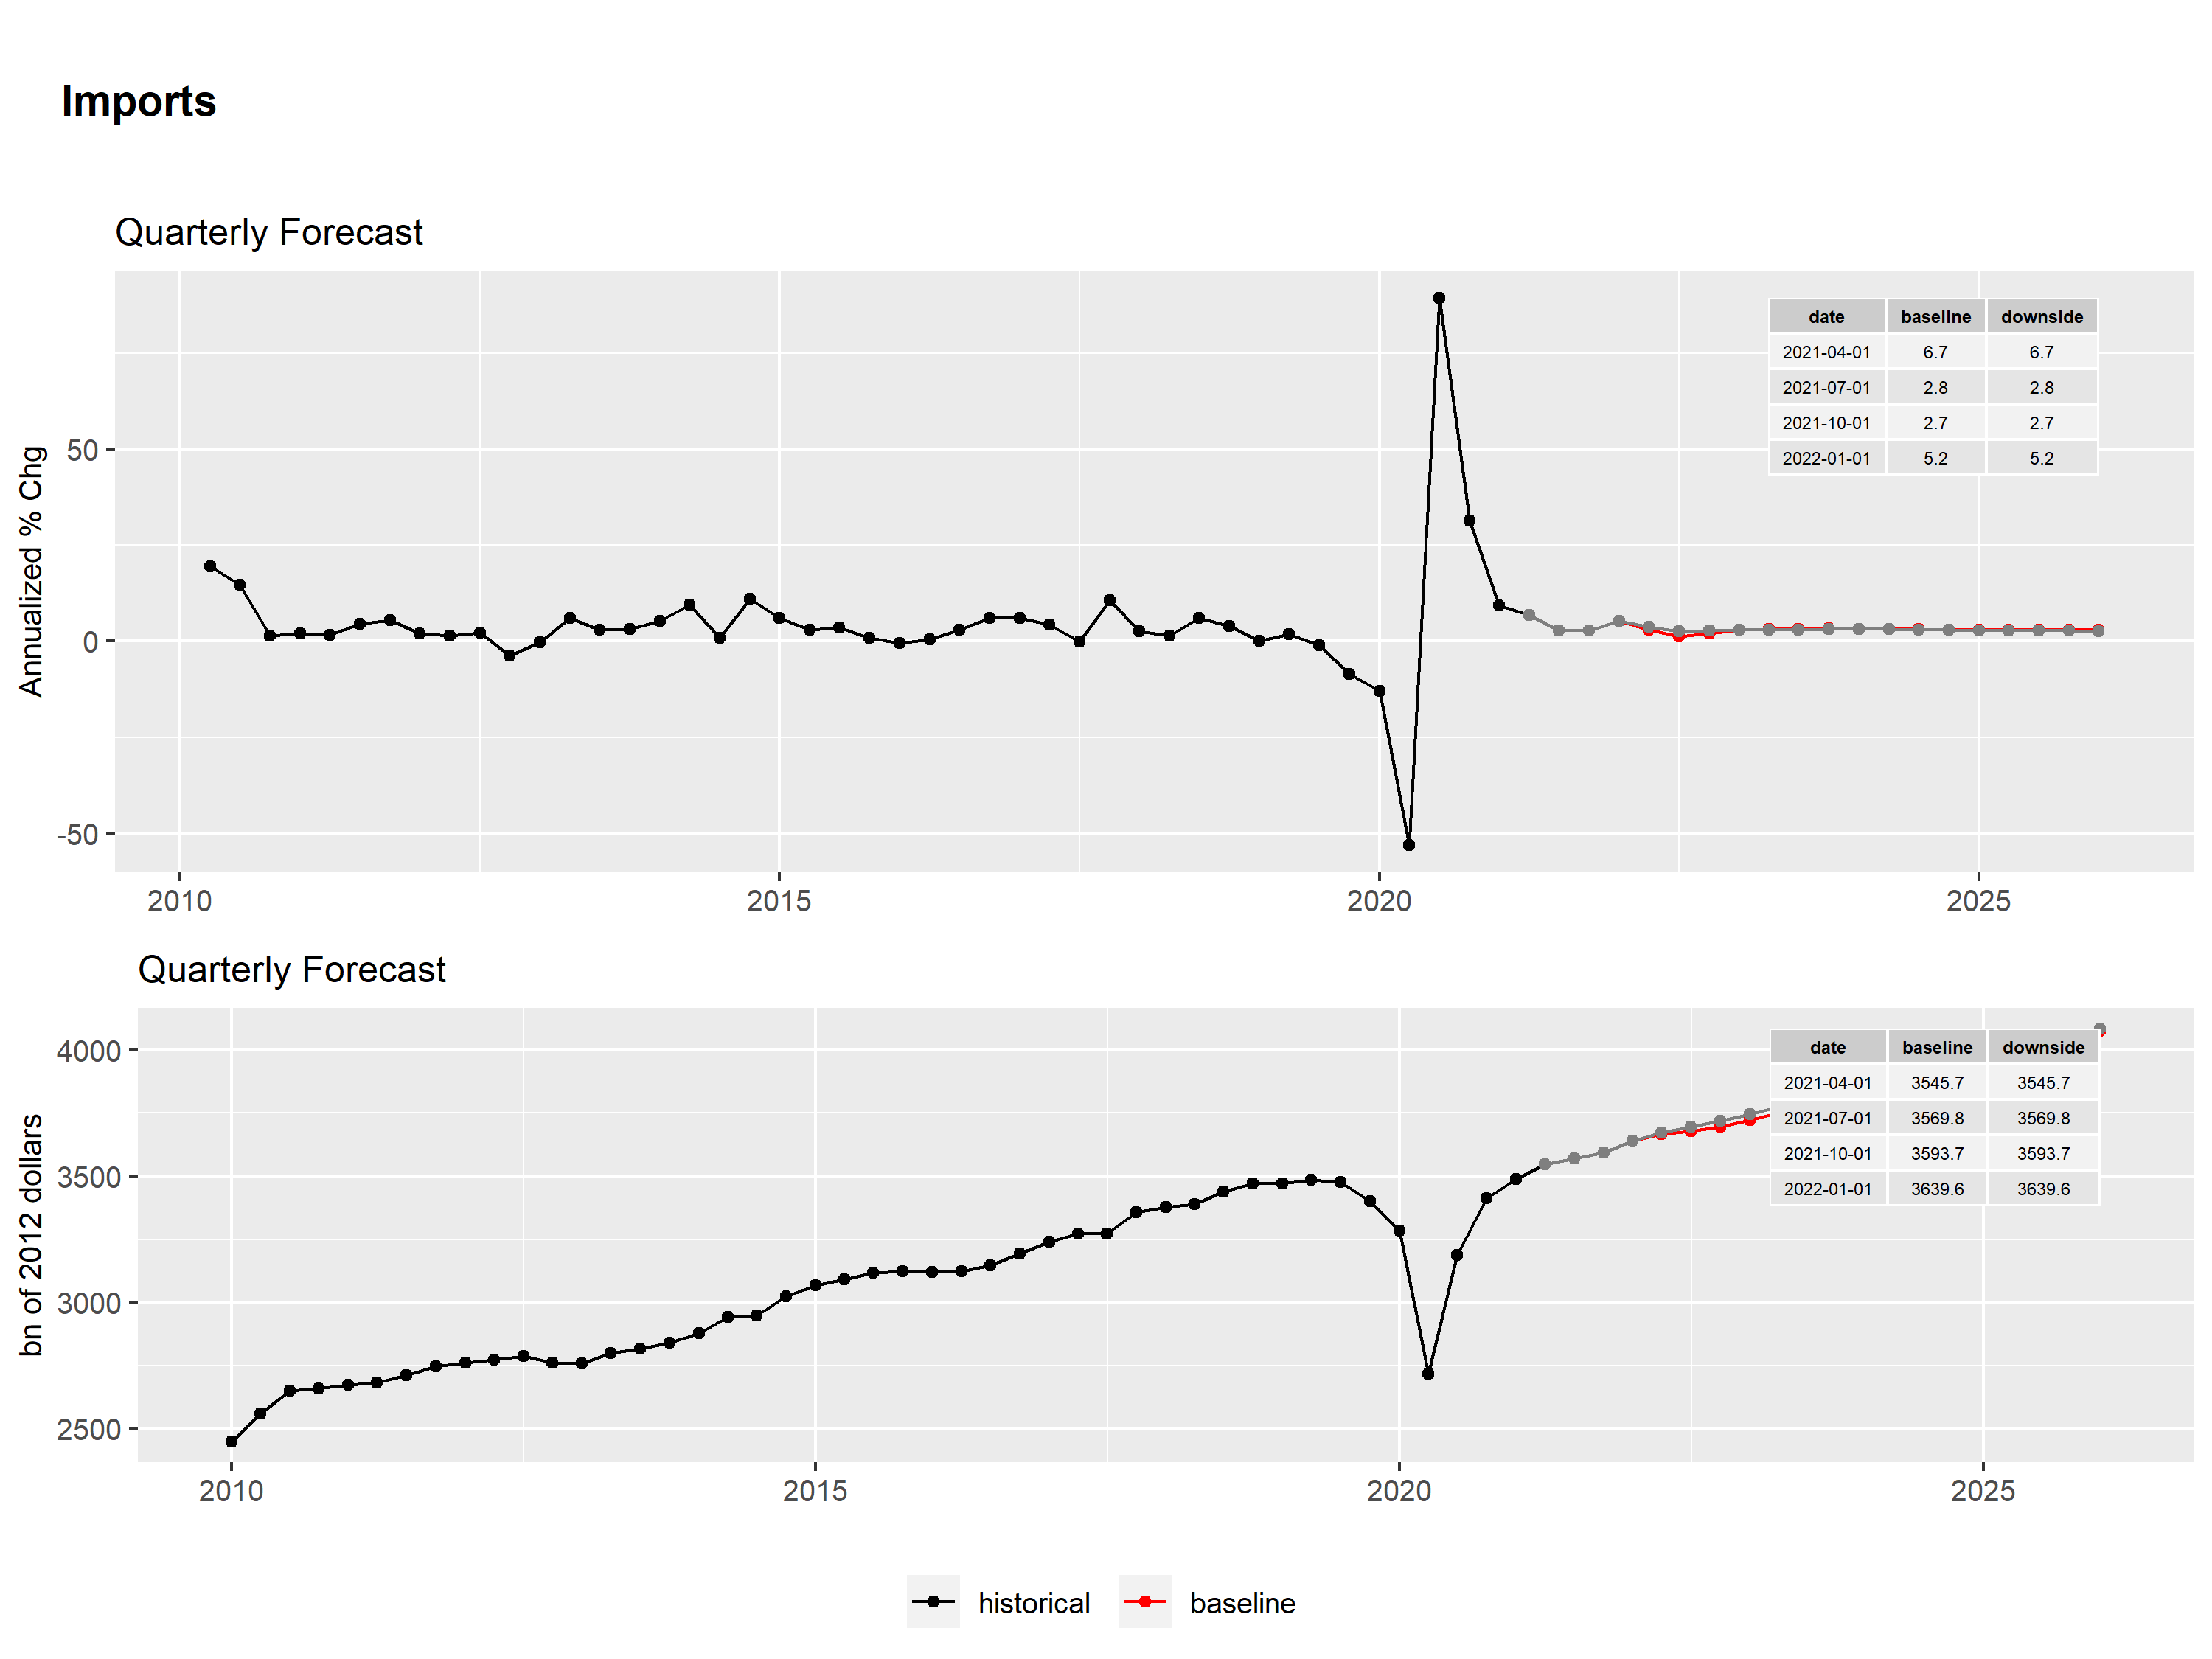 Imports
Quarterly Forecast
Annualized % Chg
50
0
-50
2010 2015 2020 2025
date baseline downside
2021-04-01 6.7 6.7
2021-07-01 2.8 2.8
2021-10-01 2.7 2.7
2022-01-01 5.2 5.2
Quarterly Forecast
bn of 2012 dollars
4000
3500
3000
2500
2010 2015 2020 2025
date baseline downside
2021-04-01 3545.7 3545.7
2021-07-01 3569.8 3569.8
2021-10-01 3593.7 3593.7
2022-01-01 3639.6 3639.6
historical baseline